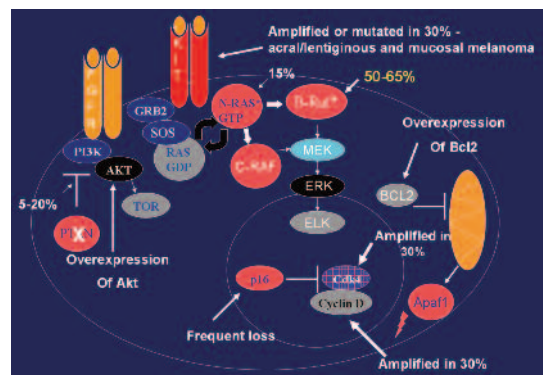 Amplified or mutated in 30% -
acral/lentiginous and mucosal melanoma
KIT
15%
50-65%
GRB2
N-RAS*
GTP
B-Raf*
SOS
RAS
GDP
Overexpression
Of Bcl2
PI3K
AKT
C-RAF
MEK
ERK
BCL2
5-20%
TOR
ELK
Amplified in
30%
Overexpression
Of Akt
p16
Cdk4
Cyclin D
Apaf1
Frequent loss
Amplified in 30%